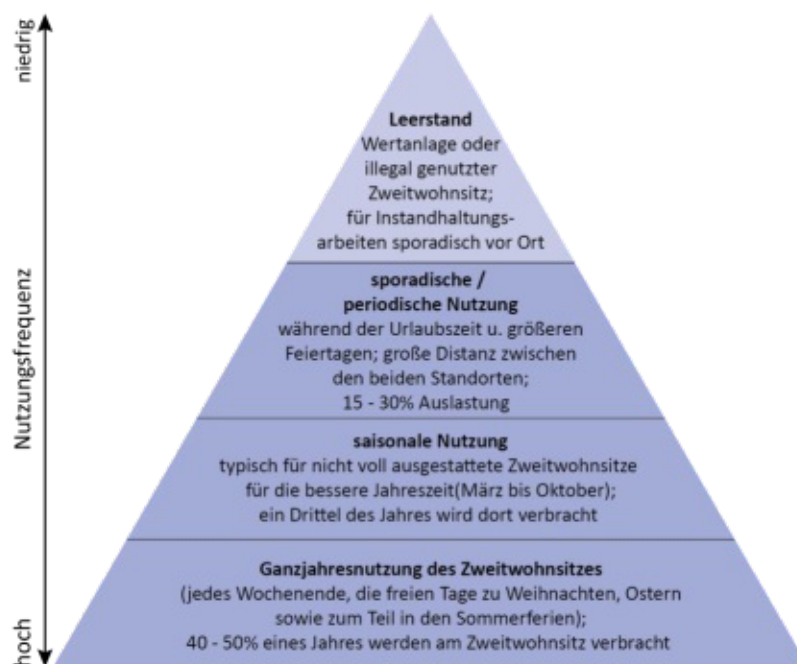 niedrig
Nutzungsfrequenz
hoch
Leerstand
Wertanlage oder
illegal genutzter
Zweitwohnsitz;
für Instandhaltungs-
arbeiten sporadisch vor Ort
sporadische /
periodische Nutzung
während der Urlaubszeit u. größeren
Feiertagen; große Distanz zwischen
den beiden Standorten;
15 - 30% Auslastung
saisonale Nutzung
typisch für nicht voll ausgestattete Zweitwohnsitze
für die bessere Jahreszeit(März bis Oktober);
ein Drittel des Jahres wird dort verbracht
Ganzjahresnutzung des Zweitwohnsitzes
(jedes Wochenende, die freien Tage zu Weihnachten, Ostern
sowie zum Teil in den Sommerferien);
40 - 50% eines Jahres werden am Zweitwohnsitz verbracht